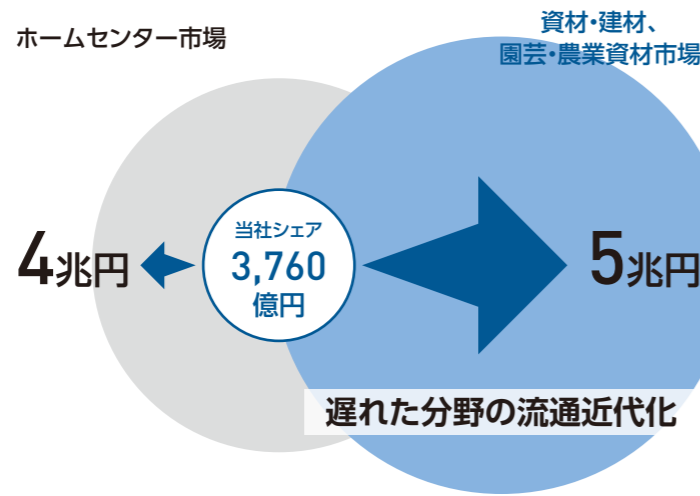 ホームセンター市場
資材・建材、
園芸・農業資材市場
4兆円
当社シェア
3,760
億円
5兆円
遅れた分野の流通近代化